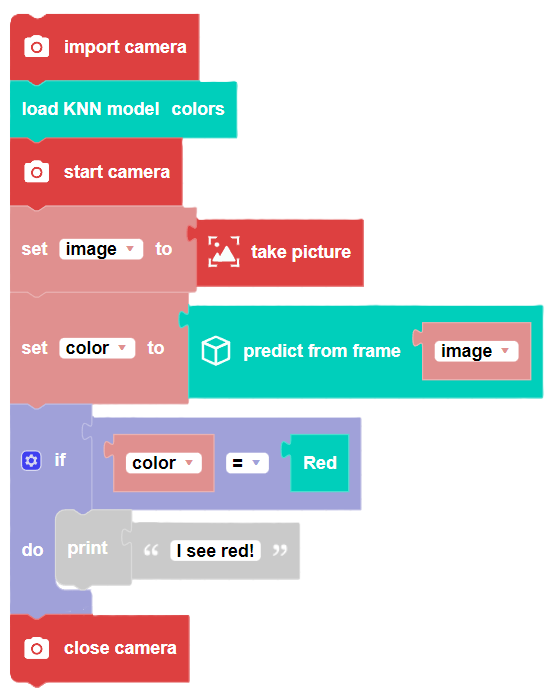 import camera
load KNN model colors
start camera
set image to take picture
set color to predict from frame image
if color = Red
do print “ I see red! ”
close camera